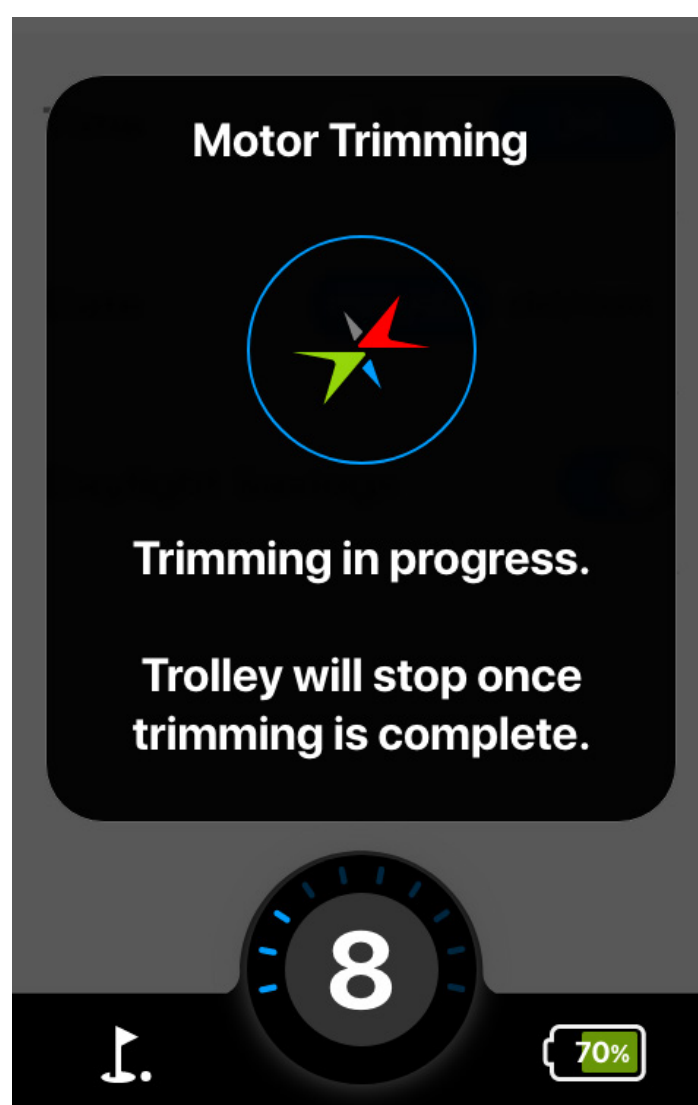 Motor Trimming
Trimming in progress.
Trolley will stop once
trimming is complete.
8
70%